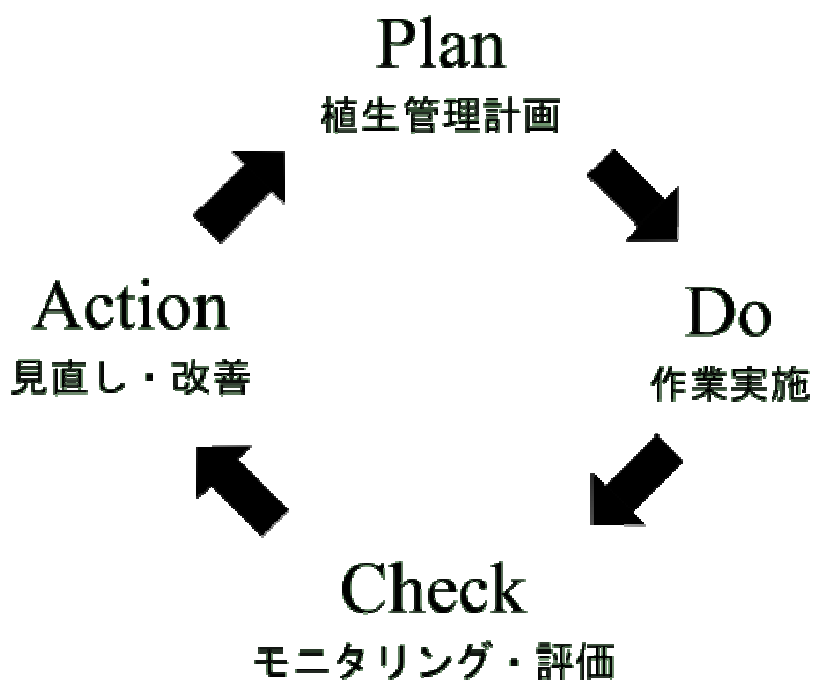 Plan
植生管理計画
Do
作業実施
Check
モニタリング・評価
Action
見直し・改善